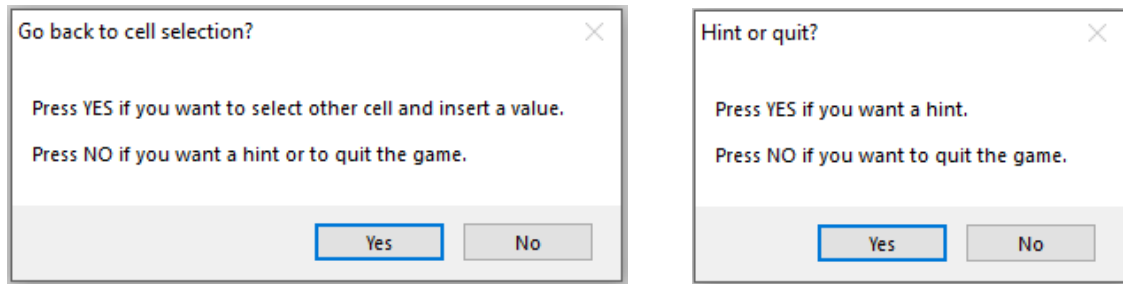 Go back to cell selection?
Press YES if you want to select other cell and insert a value.
Press NO if you want a hint or to quit the game.
Yes
No
Hint or quit?
Press YES if you want a hint.
Press NO if you want to quit the game.
Yes
No